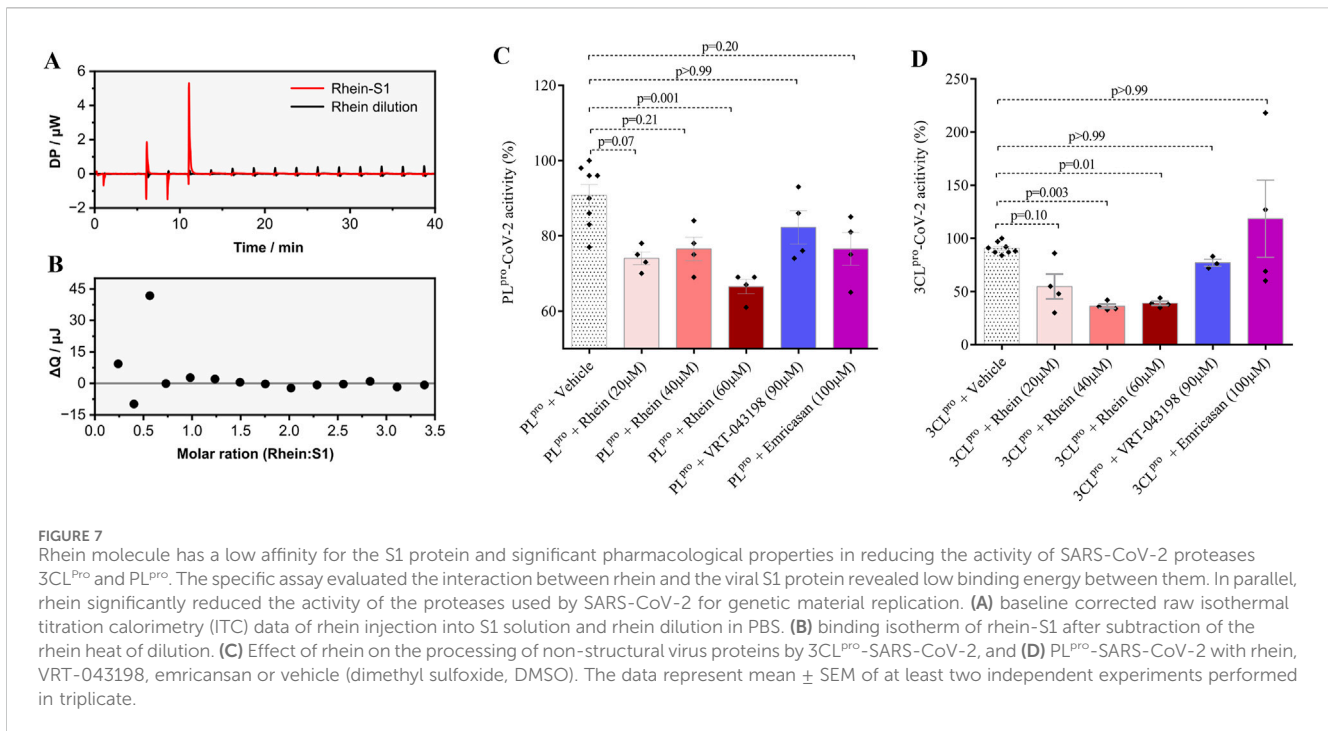 A
DP / µW
6
4
2
0
−2
Rhein-S1
Rhein dilution
0 10 20 30 40
Time / min
B
ΔQ / µJ
45
30
15
0
−15
0.0 0.5 1.0 1.5 2.0 2.5 3.0 3.5
Molar ration (Rhein:S1)
C
p=0.20
p>0.99
p=0.001
p=0.21
p=0.07
PLpro-CoV-2 acitivity (%)
120
100
80
60
PLpro + Vehicle
PLpro + Rhein (20µM)
PLpro + Rhein (40µM)
PLpro + Rhein (60µM)
PLpro + VRT-043198 (90µM)
PLpro + Emricasan (100µM)
D
p>0.99
p>0.99
p=0.01
p=0.003
p=0.10
3CLpro-CoV-2 acitivity (%)
250
200
150
100
50
0
3CLpro + Vehicle
3CLpro + Rhein (20µM)
3CLpro + Rhein (40µM)
3CLpro + Rhein (60µM)
3CLpro + VRT-043198 (90µM)
3CLpro + Emricasan (100µM)
FIGURE 7
Rhein molecule has a low affinity for the S1 protein and significant pharmacological properties in reducing the activity of SARS-CoV-2 proteases
3CLPro and PLpro. The specific assay evaluated the interaction between rhein and the viral S1 protein revealed low binding energy between them. In parallel,
rhein significantly reduced the activity of the proteases used by SARS-CoV-2 for genetic material replication. (A) baseline corrected raw isothermal
titration calorimetry (ITC) data of rhein injection into S1 solution and rhein dilution in PBS. (B) binding isotherm of rhein-S1 after subtraction of the
rhein heat of dilution. (C) Effect of rhein on the processing of non-structural virus proteins by 3CLpro-SARS-CoV-2, and (D) PLpro-SARS-CoV-2 with rhein,
VRT-043198, emricansan or vehicle (dimethyl sulfoxide, DMSO). The data represent mean ± SEM of at least two independent experiments performed
in triplicate.